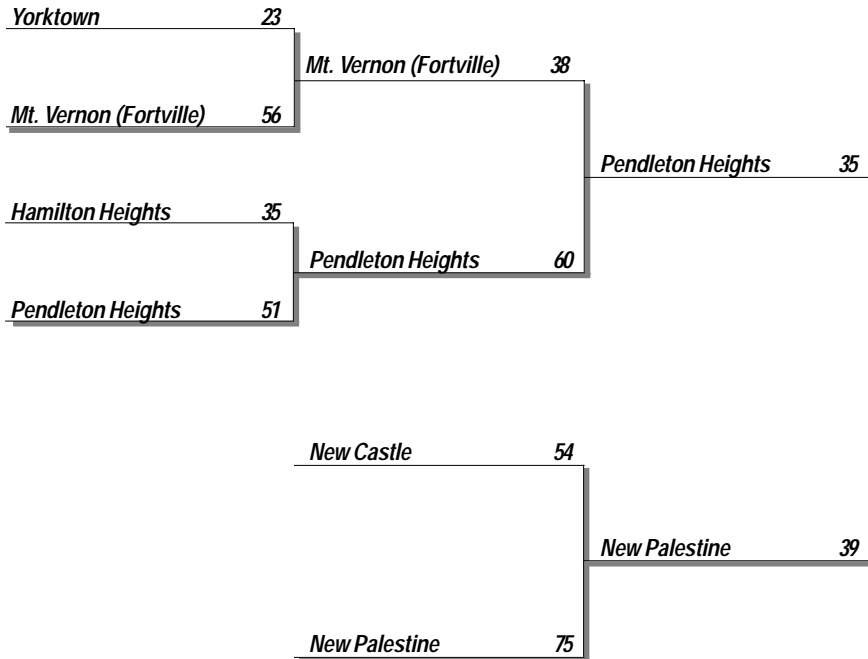 Yorktown 23
Mt. Vernon (Fortville) 38
Mt. Vernon (Fortville) 56
Pendleton Heights 35
Hamilton Heights 35
Pendleton Heights 60
Pendleton Heights 51
New Castle 54
New Palestine 39
New Palestine 75